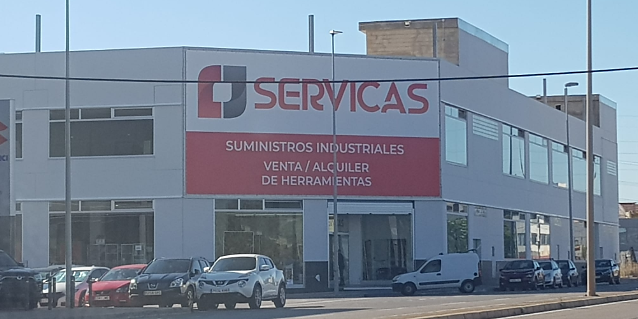 SERVICAS
SUMINISTROS INDUSTRIALES
VENTA / ALQUILER
DE HERRAMIENTAS